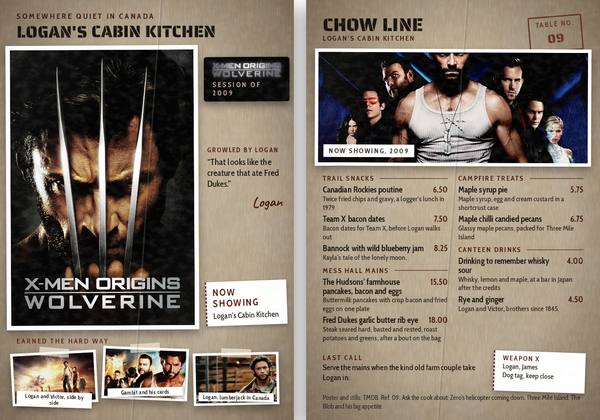 SOMEWHERE QUIET IN CANADA
LOGAN'S CABIN KITCHEN
X-MEN ORIGINS
WOLVERINE
SESSION OF
2009
GROWLED BY LOGAN
"That looks like the
creature that ate Fred
Dukes."
Logan
X-MEN ORIGINS
WOLVERINE
NOW
SHOWING
Logan's Cabin Kitchen
EARNED THE HARD WAY
Logan and Victor, side by
side
Gambit and his cards
Logan, lumberjack in Canada
CHOW LINE
LOGAN'S CABIN KITCHEN
TABLE NO.
09
NOW SHOWING, 2009
TRAIL SNACKS
Canadian Rockies poutine 6.50
Twice fried chips and gravy, a logger's lunch in
1979
Team X bacon dates 7.50
Bacon dates for Team X, before Logan walks
out
Bannock with wild blueberry jam 8.25
Kayla's tale of the lonely moon.
MESS HALL MAINS
The Hudsons' farmhouse 15.50
pancakes, bacon and eggs
Buttermilk pancakes with crisp bacon and fried
eggs on one plate
Fred Dukes garlic butter rib eye 18.00
Steak seared hard, basted and rested, roast
potatoes and greens, after a bout on the bag
CAMPFIRE TREATS
Maple syrup pie 5.75
Maple syrup, egg and cream custard in a
shortcrust case
Maple chilli candied pecans 6.75
Glassy maple pecans, packed for Three Mile
Island
CANTEEN DRINKS
Drinking to remember whisky 4.00
sour
Whisky, lemon and maple, at a bar in Japan
after the credits
Rye and ginger 4.50
Logan and Victor, brothers since 1845.
LAST CALL
Serve the mains when the kind old farm couple take
Logan in.
WEAPON X
Logan, James
Dog tag, keep close
Poster and stills: TMDB. Ref. 09. Ask the cook about: Zero's helicopter coming down. Three Mile Island. The
Blob and his big appetite.